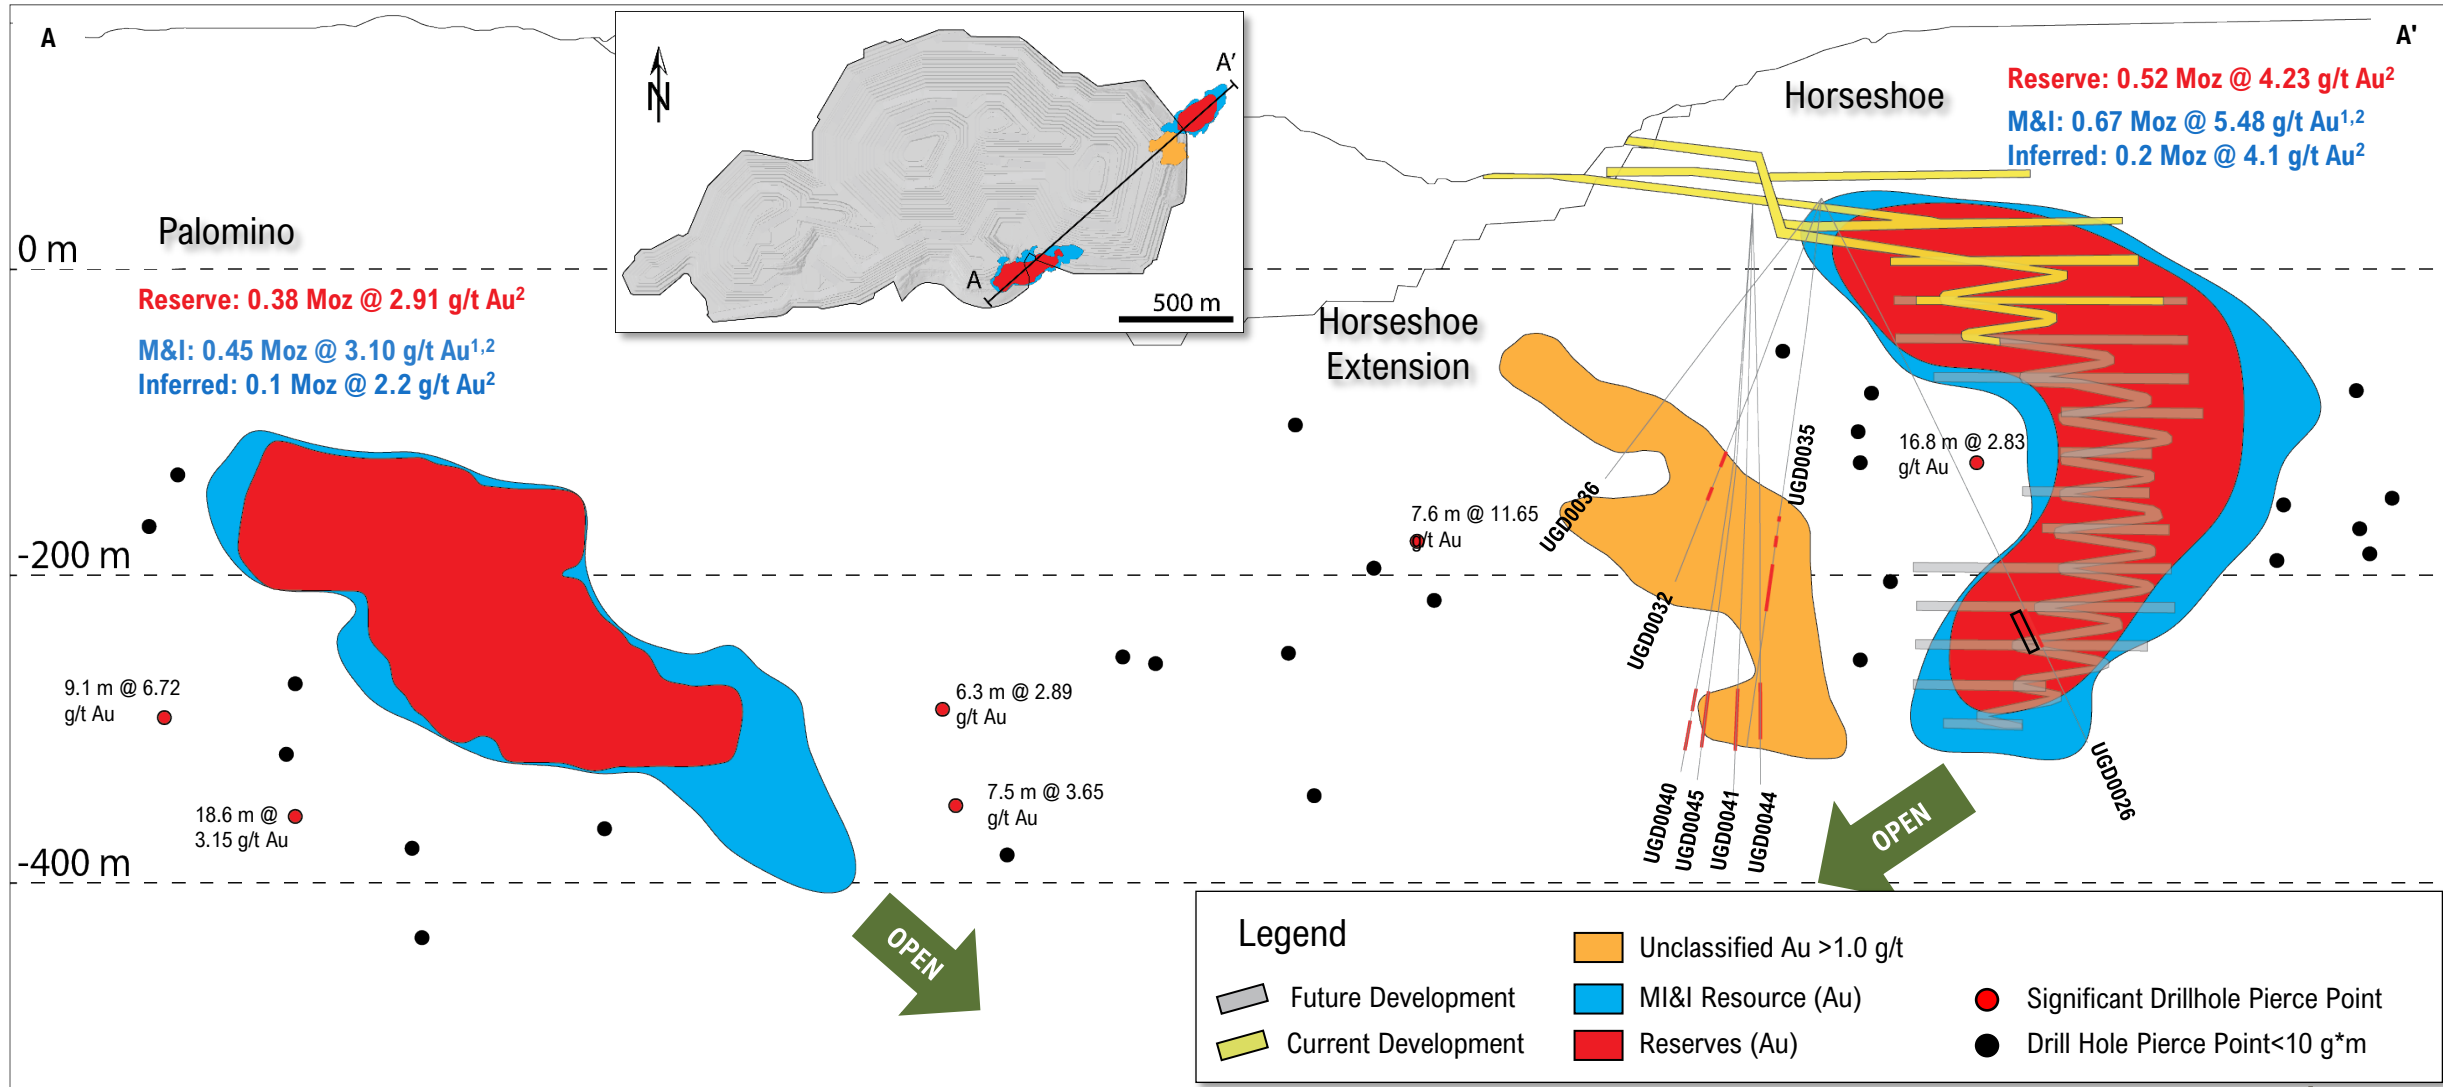 A
A'
Horseshoe
Reserve: 0.52 Moz @ 4.23 g/t Au²
M&I: 0.67 Moz @ 5.48 g/t Au¹,²
Inferred: 0.2 Moz @ 4.1 g/t Au²
N
A'
A
500 m
Palomino
0 m
Reserve: 0.38 Moz @ 2.91 g/t Au²
M&I: 0.45 Moz @ 3.10 g/t Au¹,²
Inferred: 0.1 Moz @ 2.2 g/t Au²
Horseshoe
Extension
16.8 m @ 2.83
g/t Au
UGD0035
UGD0036
7.6 m @ 11.65
g/t Au
-200 m
UGD0032
9.1 m @ 6.72
g/t Au
6.3 m @ 2.89
g/t Au
7.5 m @ 3.65
g/t Au
18.6 m @
3.15 g/t Au
UGD0040
UGD0045
UGD0041
UGD0044
UGD0026
OPEN
-400 m
OPEN
Legend
Future Development
Current Development
Unclassified Au >1.0 g/t
MI&I Resource (Au)
Reserves (Au)
Significant Drillhole Pierce Point
Drill Hole Pierce Point<10 g*m